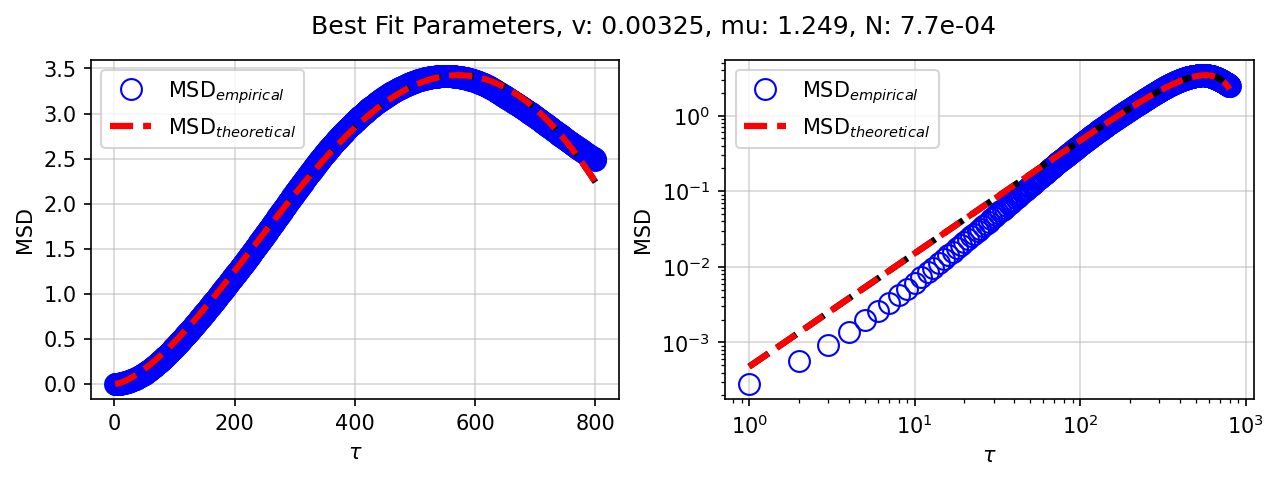 Best Fit Parameters, v: 0.00325, mu: 1.249, N: 7.7e-04
MSD
3.5
3.0
2.5
2.0
1.5
1.0
0.5
0.0
MSD_empirical
MSD_theoretical
0 200 400 600 800
τ
MSD
10^0
10^-1
10^-2
10^-3
MSD_empirical
MSD_theoretical
10^0 10^1 10^2 10^3
τ